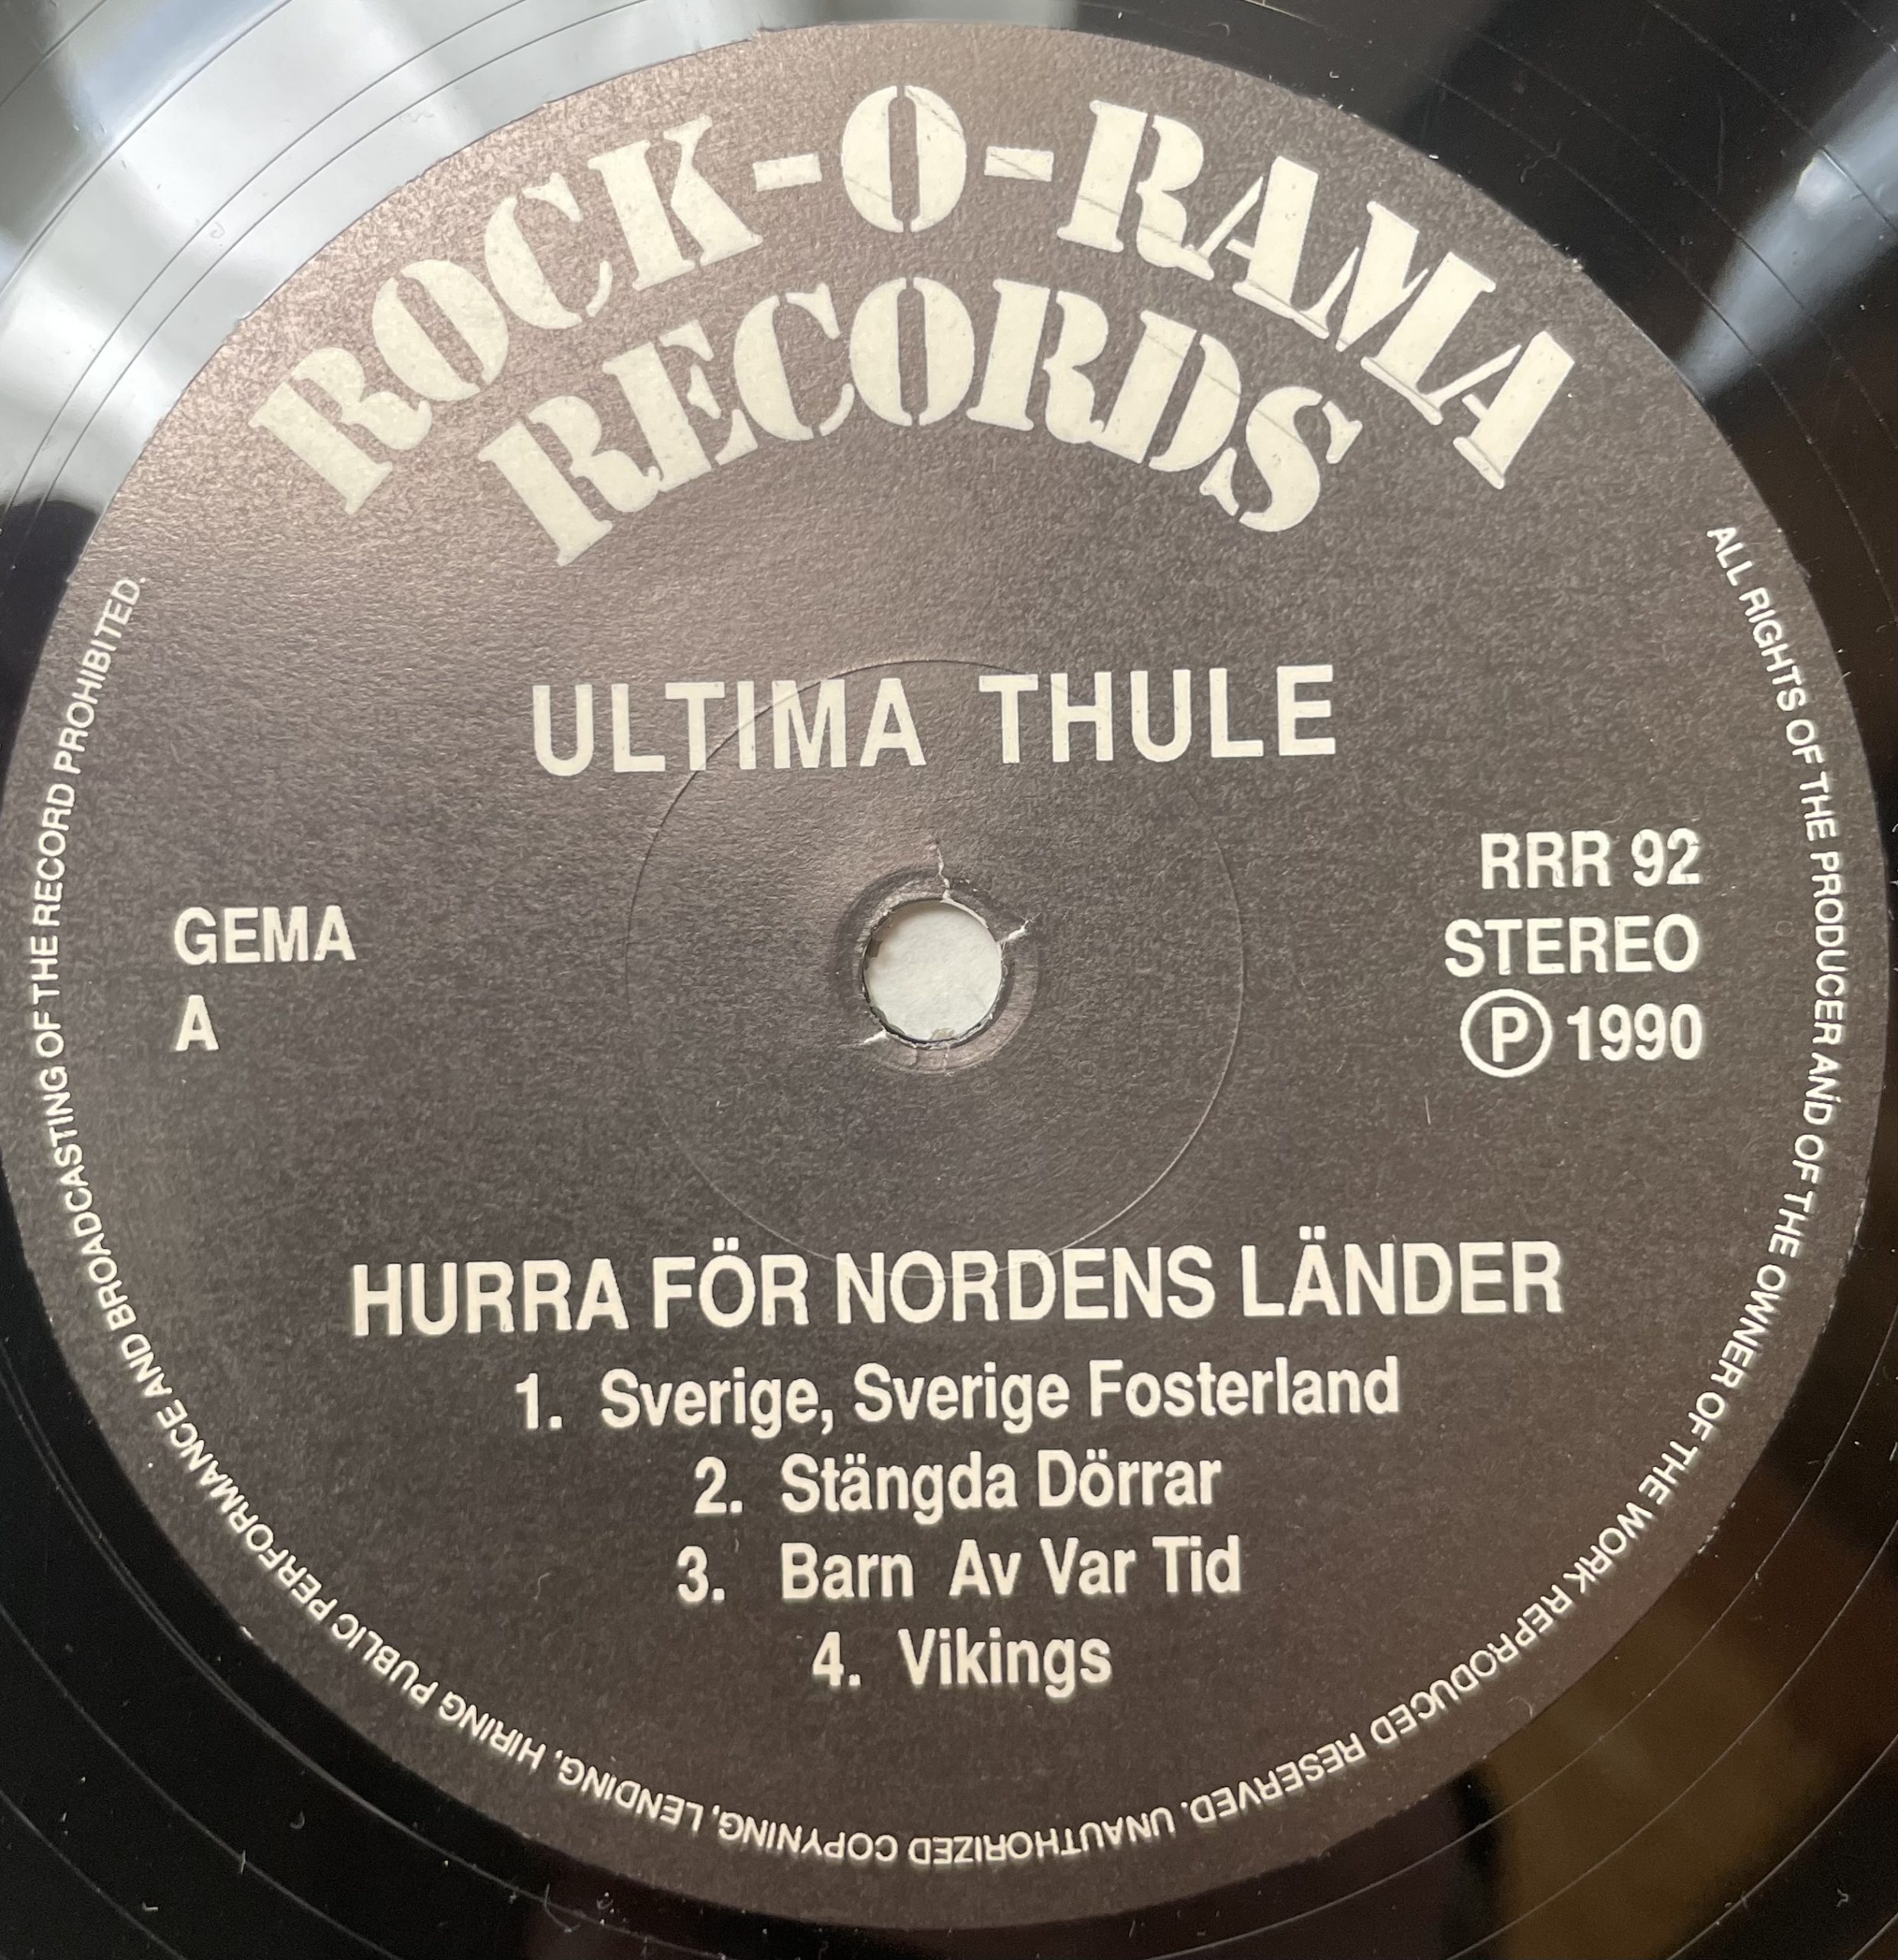 ROCK-O-RAMA
RECORDS
ULTIMA THULE
RRR 92
GEMA
STEREO
A
Ⓟ 1990
HURRA FÖR NORDENS LÄNDER
1. Sverige, Sverige Fosterland
2. Stängda Dörrar
3. Barn Av Var Tid
4. Vikings
ALL RIGHTS OF THE PRODUCER AND OF THE OWNER OF THE WORK REPRODUCED RESERVED. UNAUTHORIZED COPYNING, LENDING, HIRING PUBLIC PERFORMANCE AND BROADCASTING OF THE RECORD PROHIBITED.